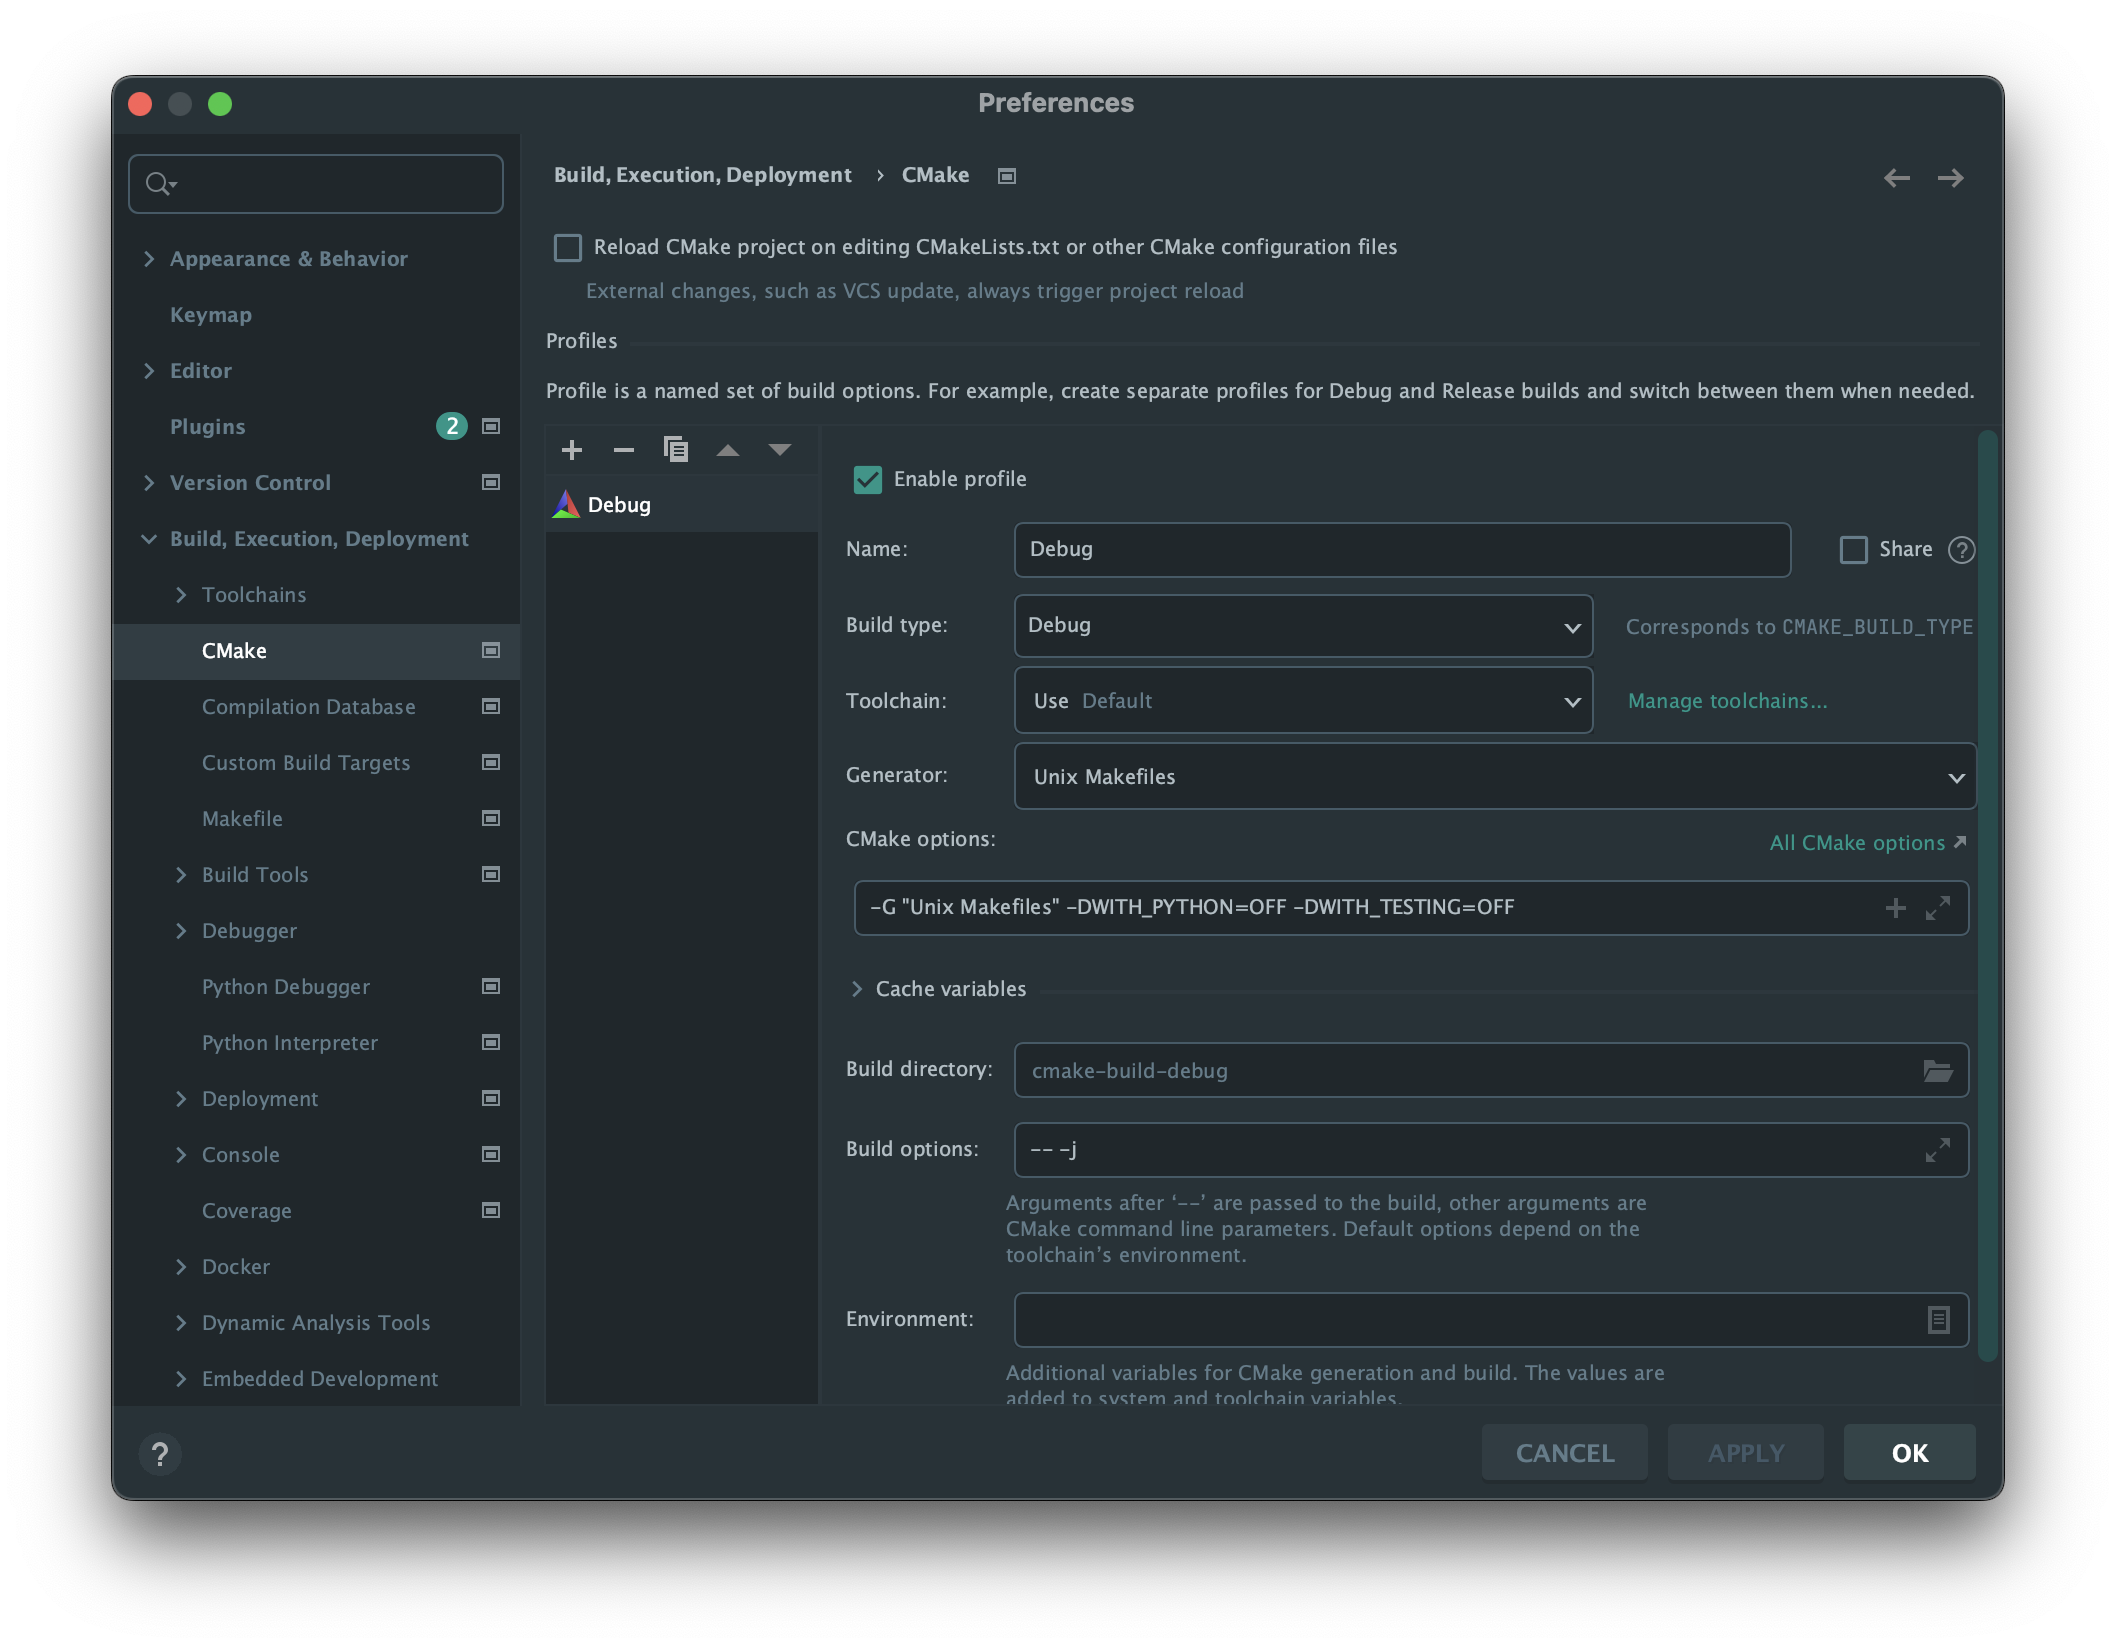 Preferences
Appearance & Behavior
Keymap
Editor
Plugins 2
Version Control
Build, Execution, Deployment
Toolchains
CMake
Compilation Database
Custom Build Targets
Makefile
Build Tools
Debugger
Python Debugger
Python Interpreter
Deployment
Console
Coverage
Docker
Dynamic Analysis Tools
Embedded Development
?
Build, Execution, Deployment › CMake
Reload CMake project on editing CMakeLists.txt or other CMake configuration files
External changes, such as VCS update, always trigger project reload
Profiles
Profile is a named set of build options. For example, create separate profiles for Debug and Release builds and switch between them when needed.
Debug
Enable profile
Name: Debug Share ?
Build type: Debug Corresponds to CMAKE_BUILD_TYPE
Toolchain: Use Default Manage toolchains...
Generator: Unix Makefiles
CMake options: All CMake options
-G "Unix Makefiles" -DWITH_PYTHON=OFF -DWITH_TESTING=OFF
Cache variables
Build directory: cmake-build-debug
Build options: -- -j
Arguments after ‘--’ are passed to the build, other arguments are
CMake command line parameters. Default options depend on the
toolchain’s environment.
Environment:
Additional variables for CMake generation and build. The values are
added to system and toolchain variables.
CANCEL APPLY OK